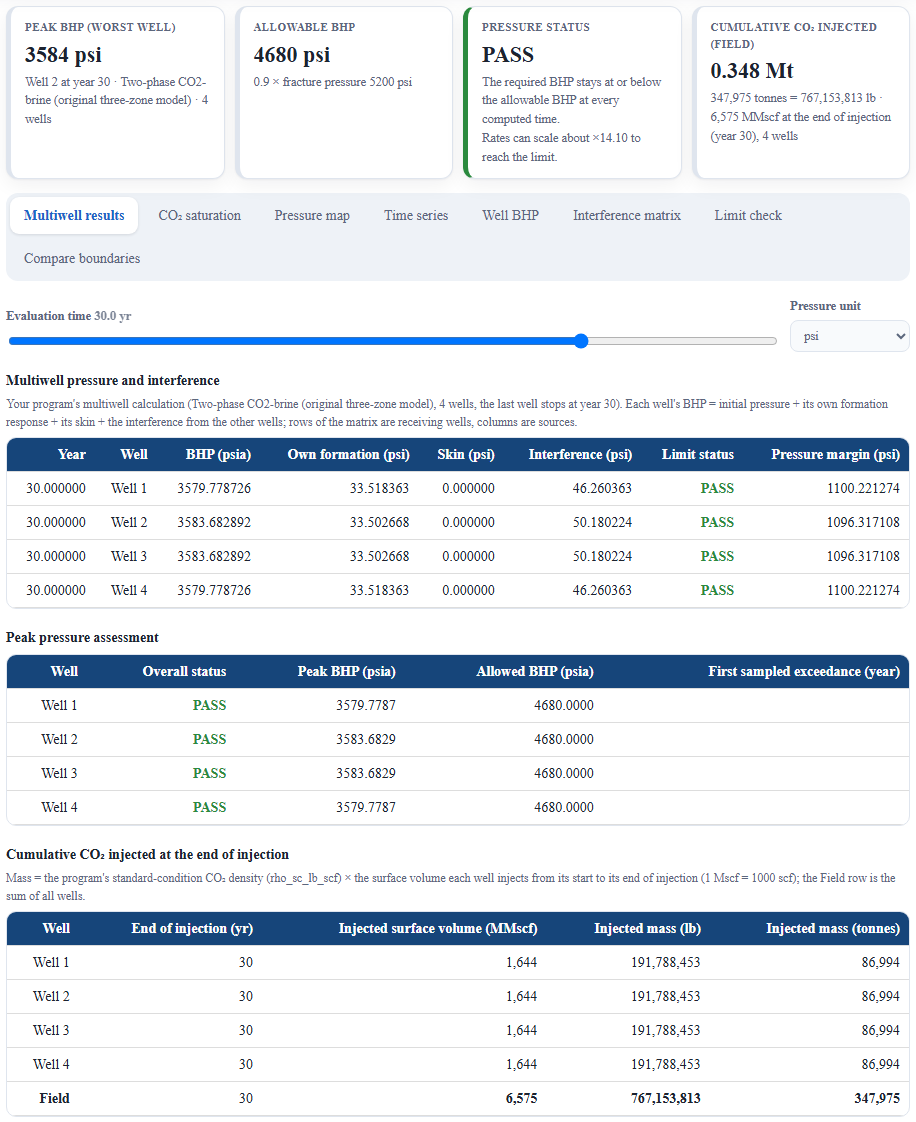 PEAK BHP (WORST WELL)
3584 psi
Well 2 at year 30 · Two-phase CO2-
brine (original three-zone model) · 4
wells
ALLOWABLE BHP
4680 psi
0.9 × fracture pressure 5200 psi
PRESSURE STATUS
PASS
The required BHP stays at or below
the allowable BHP at every
computed time.
Rates can scale about ×14.10 to
reach the limit.
CUMULATIVE CO₂ INJECTED
(FIELD)
0.348 Mt
347,975 tonnes = 767,153,813 lb ·
6,575 MMscf at the end of injection
(year 30), 4 wells
Multiwell results CO₂ saturation Pressure map Time series Well BHP Interference matrix Limit check
Compare boundaries
Evaluation time 30.0 yr
Pressure unit
psi
Multiwell pressure and interference
Your program's multiwell calculation (Two-phase CO2-brine (original three-zone model), 4 wells, the last well stops at year 30). Each well's BHP = initial pressure + its own formation
response + its skin + the interference from the other wells; rows of the matrix are receiving wells, columns are sources.
Year Well BHP (psia) Own formation (psi) Skin (psi) Interference (psi) Limit status Pressure margin (psi)
30.000000 Well 1 3579.778726 33.518363 0.000000 46.260363 PASS 1100.221274
30.000000 Well 2 3583.682892 33.502668 0.000000 50.180224 PASS 1096.317108
30.000000 Well 3 3583.682892 33.502668 0.000000 50.180224 PASS 1096.317108
30.000000 Well 4 3579.778726 33.518363 0.000000 46.260363 PASS 1100.221274
Peak pressure assessment
Well Overall status Peak BHP (psia) Allowed BHP (psia) First sampled exceedance (year)
Well 1 PASS 3579.7787 4680.0000
Well 2 PASS 3583.6829 4680.0000
Well 3 PASS 3583.6829 4680.0000
Well 4 PASS 3579.7787 4680.0000
Cumulative CO₂ injected at the end of injection
Mass = the program's standard-condition CO₂ density (rho_sc_lb_scf) × the surface volume each well injects from its start to its end of injection (1 Mscf = 1000 scf); the Field row is the
sum of all wells.
Well End of injection (yr) Injected surface volume (MMscf) Injected mass (lb) Injected mass (tonnes)
Well 1 30 1,644 191,788,453 86,994
Well 2 30 1,644 191,788,453 86,994
Well 3 30 1,644 191,788,453 86,994
Well 4 30 1,644 191,788,453 86,994
Field 30 6,575 767,153,813 347,975